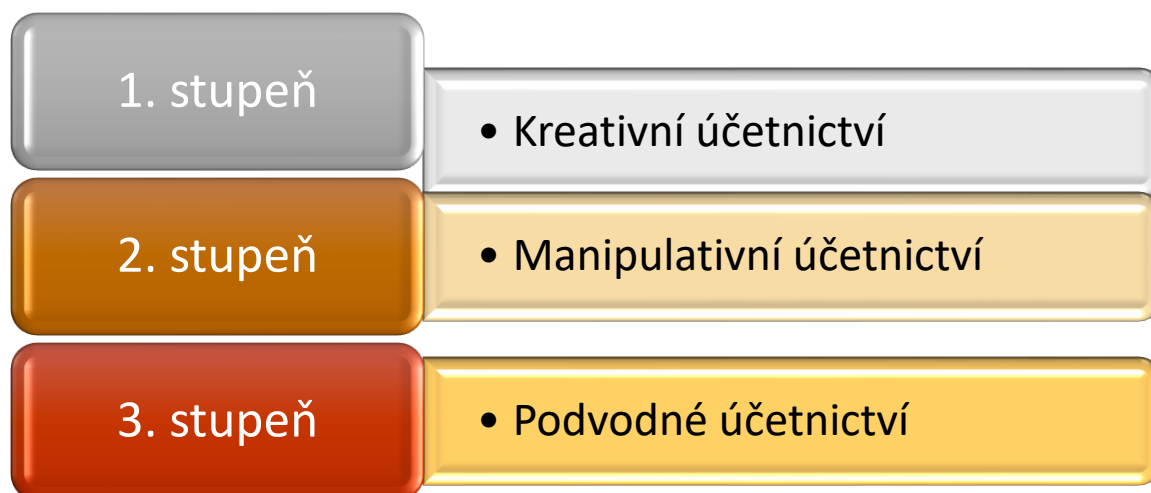 1. stupeň
• Kreativní účetnictví
2. stupeň
• Manipulativní účetnictví
3. stupeň
• Podvodné účetnictví